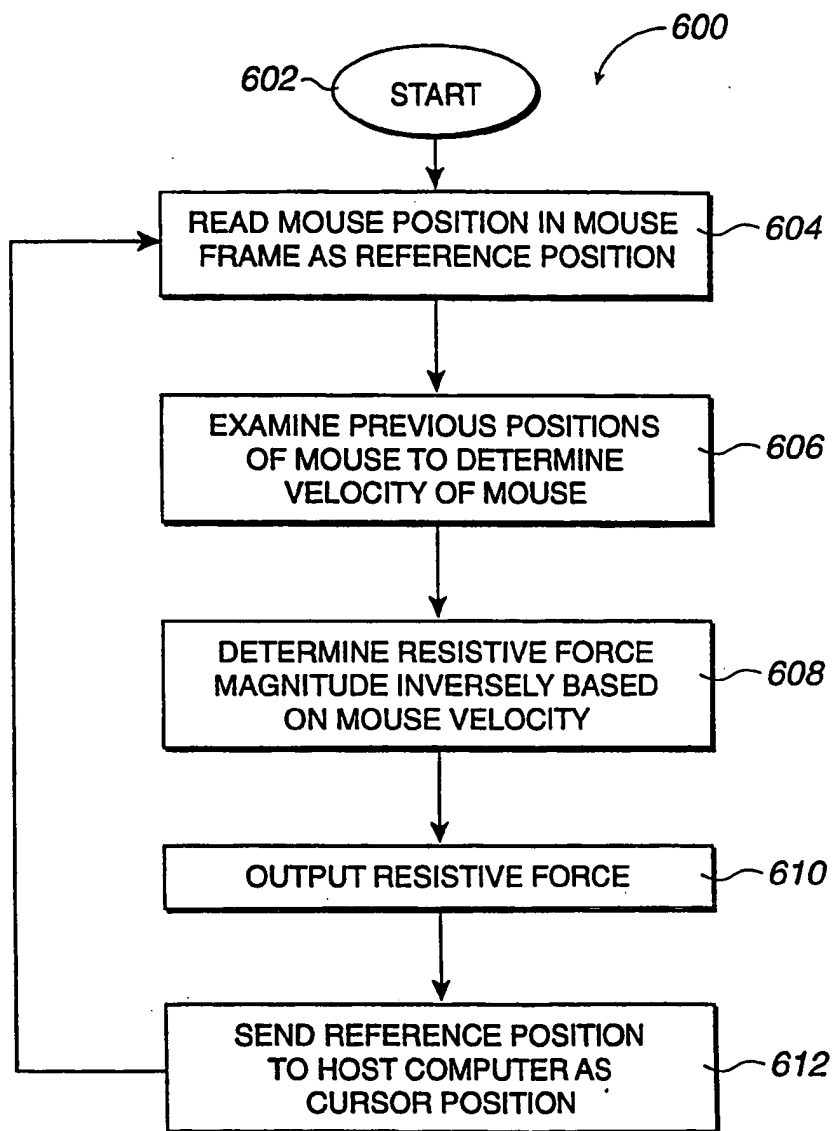 600
602
START
READ MOUSE POSITION IN MOUSE
FRAME AS REFERENCE POSITION
604
EXAMINE PREVIOUS POSITIONS
OF MOUSE TO DETERMINE
VELOCITY OF MOUSE
606
DETERMINE RESISTIVE FORCE
MAGNITUDE INVERSELY BASED
ON MOUSE VELOCITY
608
OUTPUT RESISTIVE FORCE
610
SEND REFERENCE POSITION
TO HOST COMPUTER AS
CURSOR POSITION
612